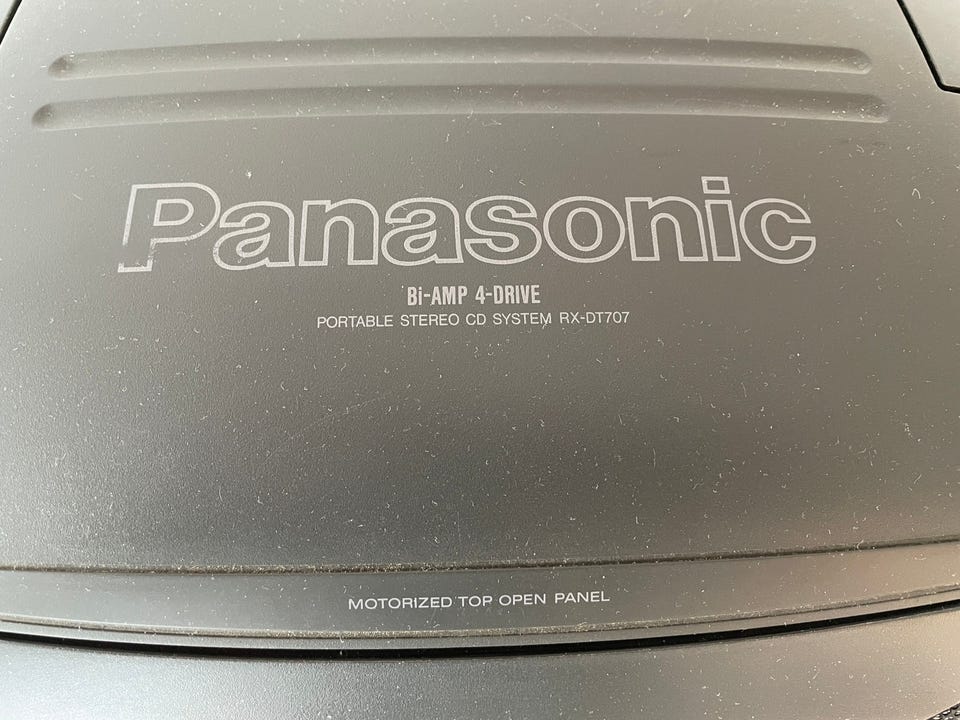 Panasonic
Bi-AMP 4-DRIVE
PORTABLE STEREO CD SYSTEM RX-DT707
MOTORIZED TOP OPEN PANEL